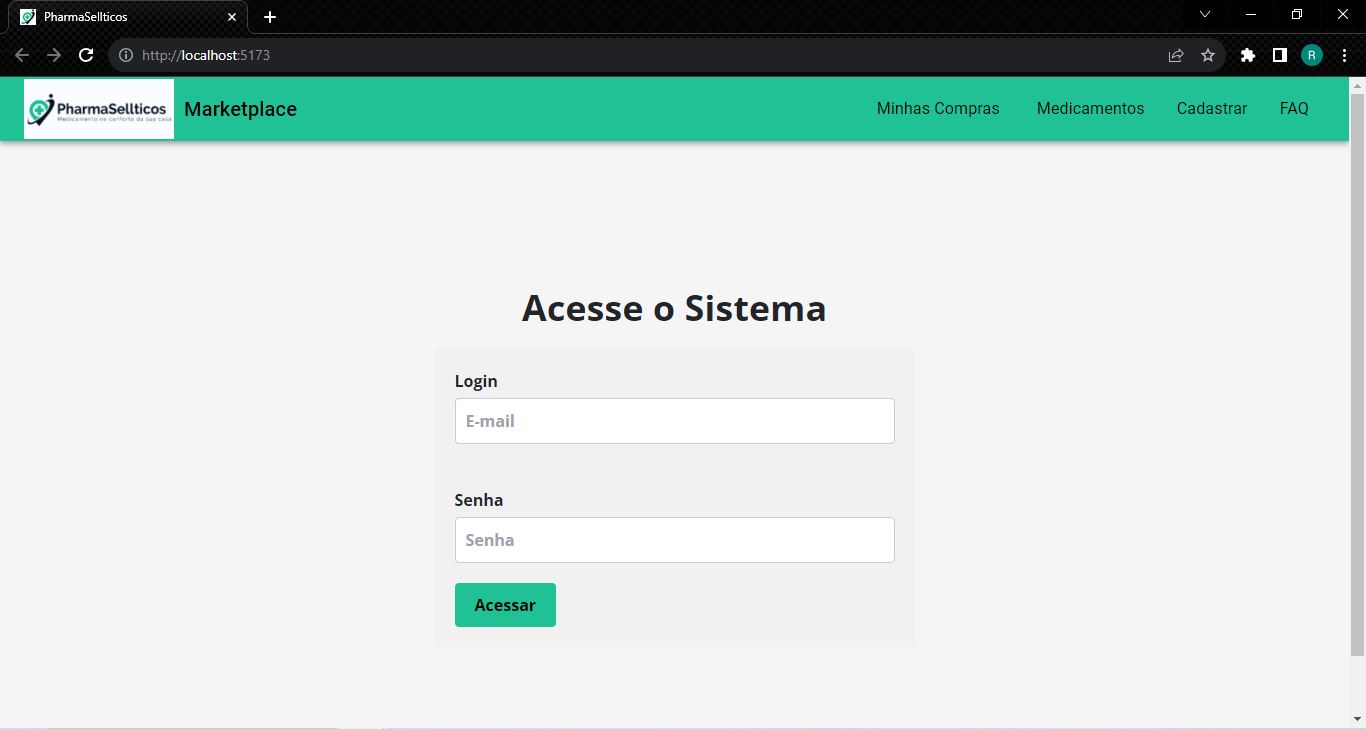 PharmaSellticos
http://localhost:5173
R
PharmaSellticos
Medicamento no conforto da sua casa
Marketplace
Minhas Compras
Medicamentos
Cadastrar
FAQ
Acesse o Sistema
Login
E-mail
Senha
Senha
Acessar